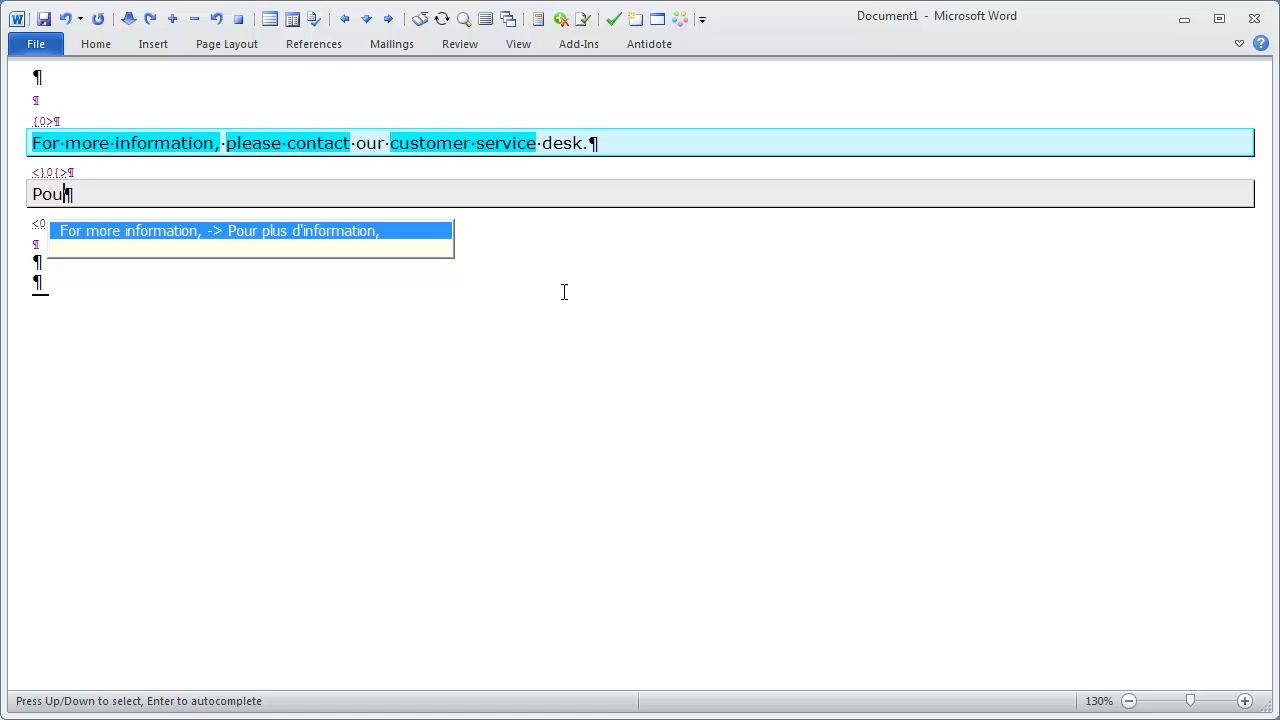 Document1 - Microsoft Word
File Home Insert Page Layout References Mailings Review View Add-Ins Antidote
¶
¶
{0>¶
For·more·information,·please·contact·our·customer·service·desk.¶
<}0{>¶
Pou¶
<0
For more information, -> Pour plus d'information,
¶
¶
¶
Press Up/Down to select, Enter to autocomplete
130%